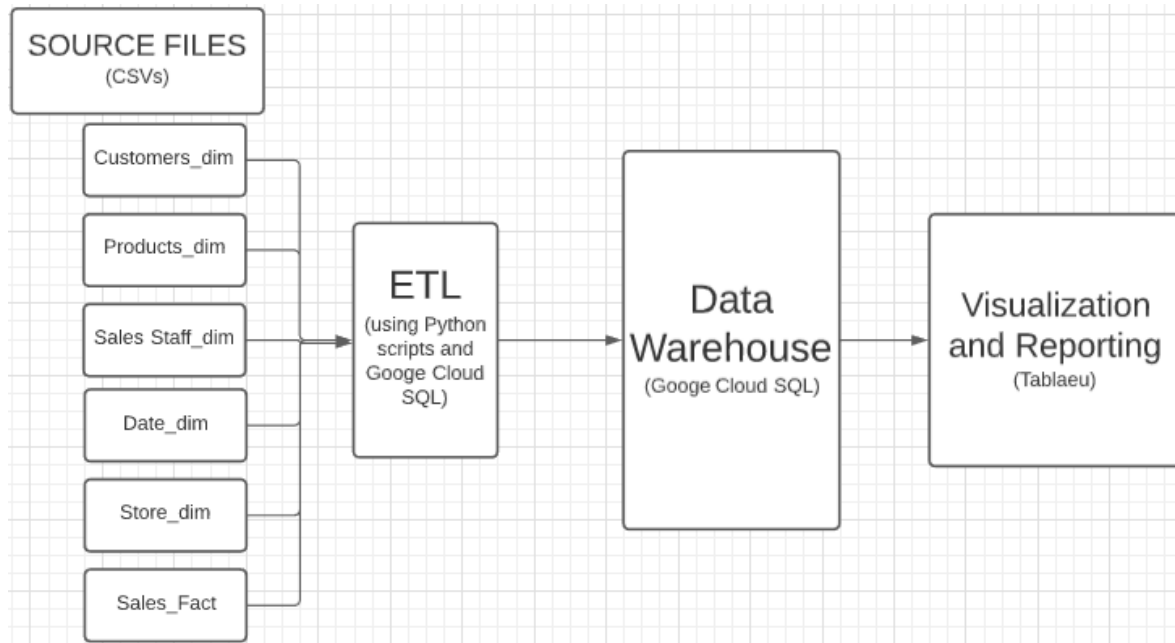 SOURCE FILES
(CSVs)
Customers_dim
Products_dim
Sales Staff_dim
Date_dim
Store_dim
Sales_Fact
ETL
(using Python
scripts and
Googe Cloud
SQL)
Data
Warehouse
(Googe Cloud SQL)
Visualization
and Reporting
(Tablaeu)